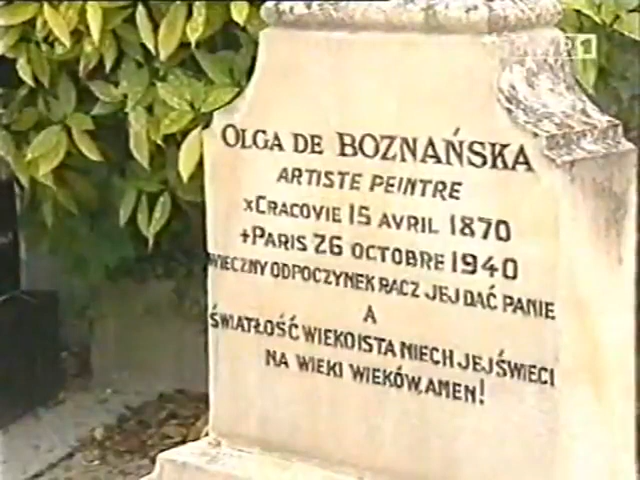 OLGA DE BOZNAŃSKA
ARTISTE PEINTRE
×CRACOVIE 15 AVRIL 1870
+PARIS 26 OCTOBRE 1940
WIECZNY ODPOCZYNEK RACZ JEJ DAĆ PANIE
A
ŚWIATŁOŚĆ WIEKOISTA NIECH JEJ ŚWIECI
NA WIEKI WIEKÓW, AMEN!